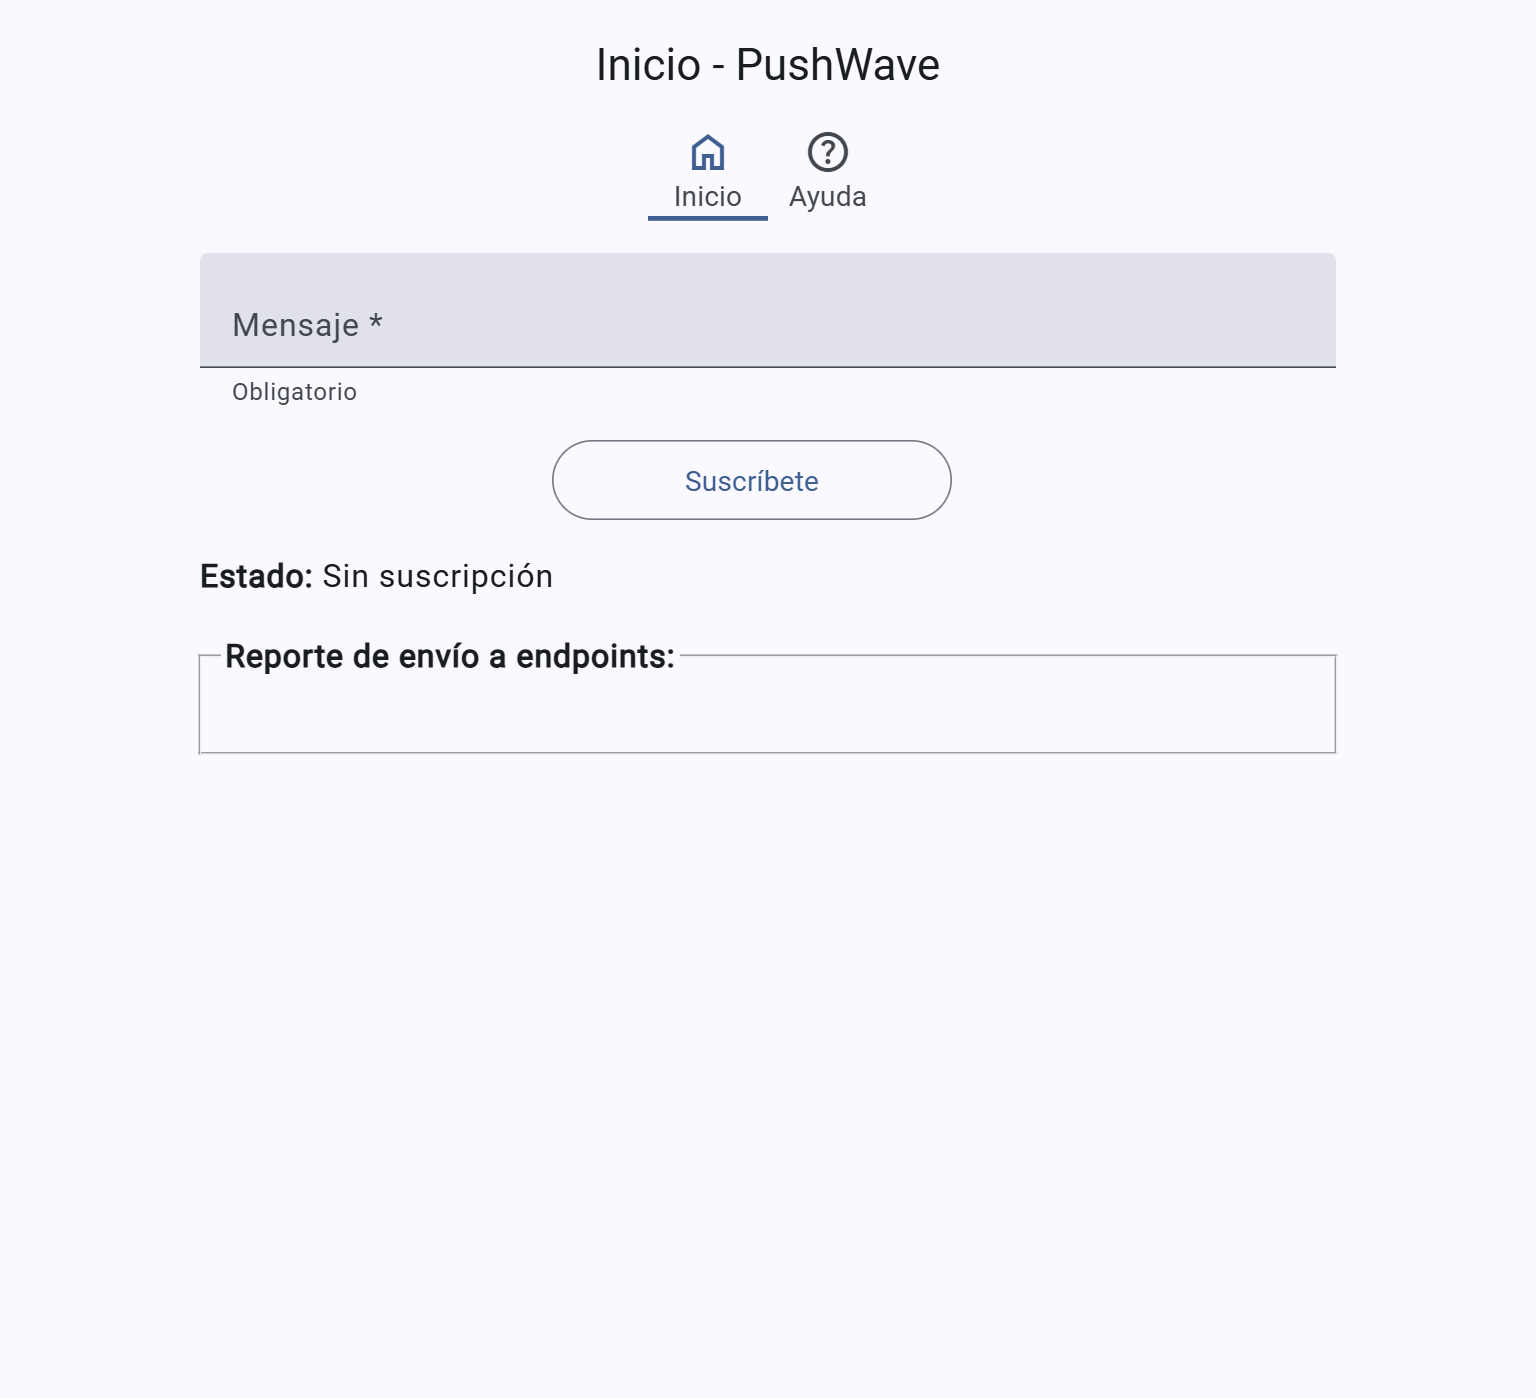 Inicio - PushWave
Inicio Ayuda
Mensaje *
Obligatorio
Suscríbete
Estado: Sin suscripción
Reporte de envío a endpoints: